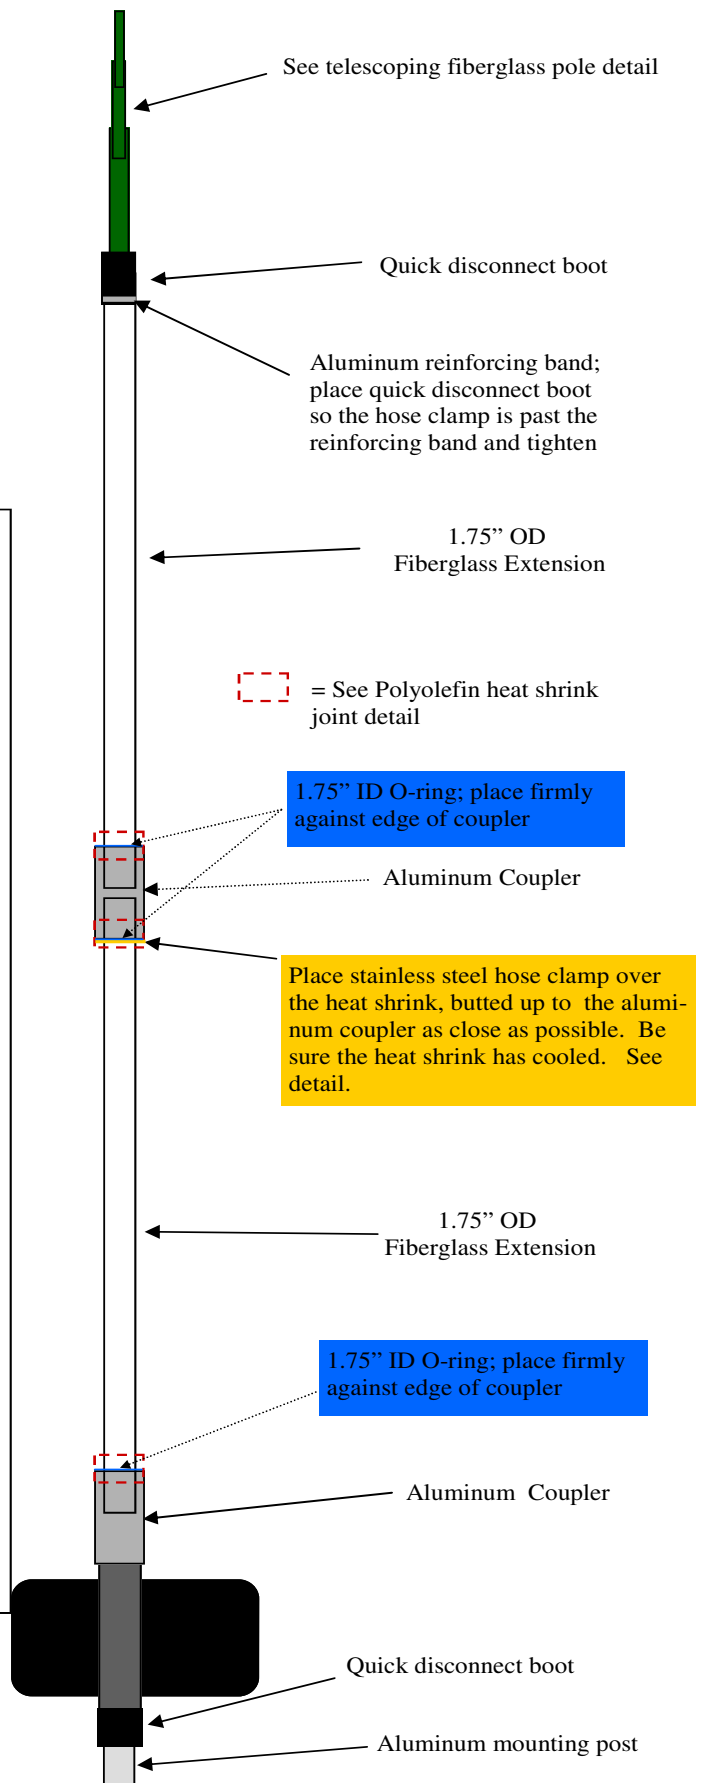 See telescoping fiberglass pole detail
Quick disconnect boot
Aluminum reinforcing band;
place quick disconnect boot
so the hose clamp is past the
reinforcing band and tighten
1.75” OD
Fiberglass Extension
= See Polyolefin heat shrink
joint detail
1.75” ID O-ring; place firmly
against edge of coupler
Aluminum Coupler
Place stainless steel hose clamp over
the heat shrink, butted up to  the alumi-
num coupler as close as possible.  Be
sure the heat shrink has cooled.   See
detail.
1.75” OD
Fiberglass Extension
1.75” ID O-ring; place firmly
against edge of coupler
Aluminum  Coupler
Quick disconnect boot
Aluminum mounting post